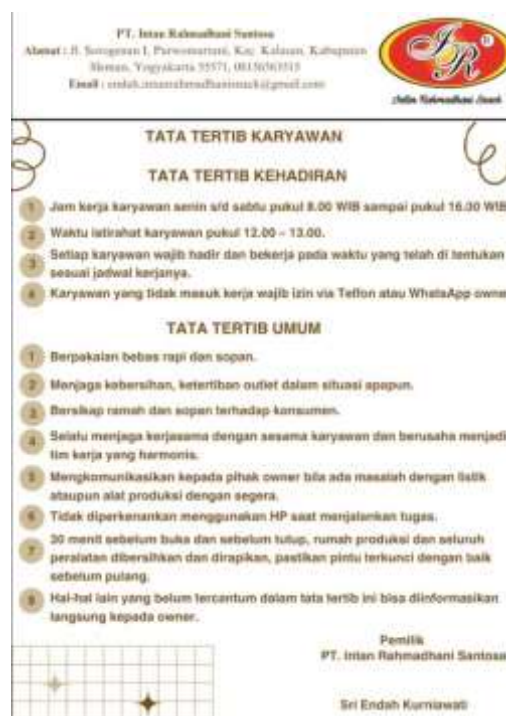 PT. Intan Rahmadhani Santosa
Alamat : Jl. Sorogenen I, Purwomartani, Kec. Kalasan, Kabupaten
Sleman, Yogyakarta 55571,
Email :
IR
Intan Rahmadhani Snack
TATA TERTIB KARYAWAN
TATA TERTIB KEHADIRAN
1 Jam kerja karyawan senin s/d sabtu pukul 8.00 WIB sampai pukul 16.30 WIB
2 Waktu istirahat karyawan pukul 12.00 – 13.00.
3 Setiap karyawan wajib hadir dan bekerja pada waktu yang telah di tentukan
sesuai jadwal kerjanya.
4 Karyawan yang tidak masuk kerja wajib izin via Telfon atau WhatsApp owne
TATA TERTIB UMUM
1 Berpakaian bebas rapi dan sopan.
2 Menjaga kebersihan, ketertiban outlet dalam situasi apapun.
3 Bersikap ramah dan sopan terhadap konsumen.
4 Selalu menjaga kerjasama dengan sesama karyawan dan berusaha menjadi
tim kerja yang harmonis.
5 Mengkomunikasikan kepada pihak owner bila ada masalah dengan listik
ataupun alat produksi dengan segera.
6 Tidak diperkenankan menggunakan HP saat menjalankan tugas.
7 30 menit sebelum buka dan sebelum tutup, rumah produksi dan seluruh
peralatan dibersihkan dan dirapikan, pastikan pintu terkunci dengan baik
sebelum pulang.
8 Hal-hal lain yang belum tercantum dalam tata tertib ini bisa diinformasikan
langsung kepada owner.
Pemilik
PT. Intan Rahmadhani Santosa
Sri Endah Kurniawati